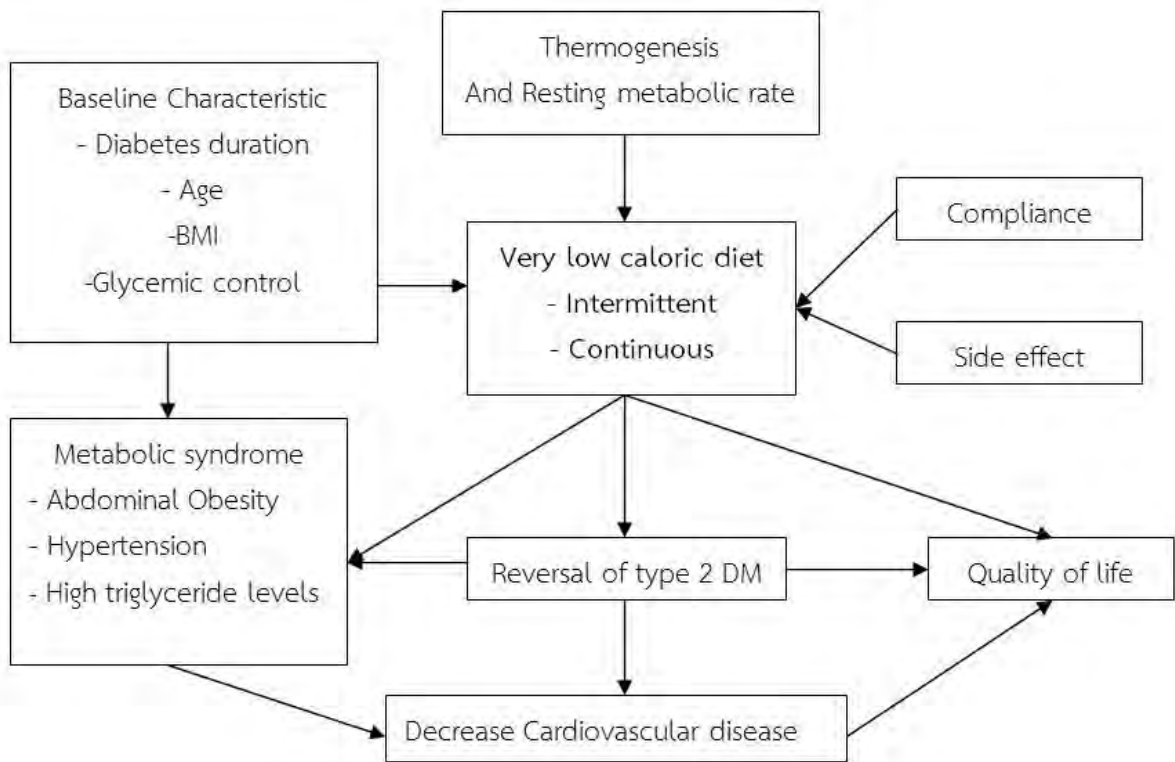 Thermogenesis
And Resting metabolic rate
Baseline Characteristic
- Diabetes duration
- Age
-BMI
-Glycemic control
Very low caloric diet
- Intermittent
- Continuous
Compliance
Side effect
Metabolic syndrome
- Abdominal Obesity
- Hypertension
- High triglyceride levels
Reversal of type 2 DM
Quality of life
Decrease Cardiovascular disease